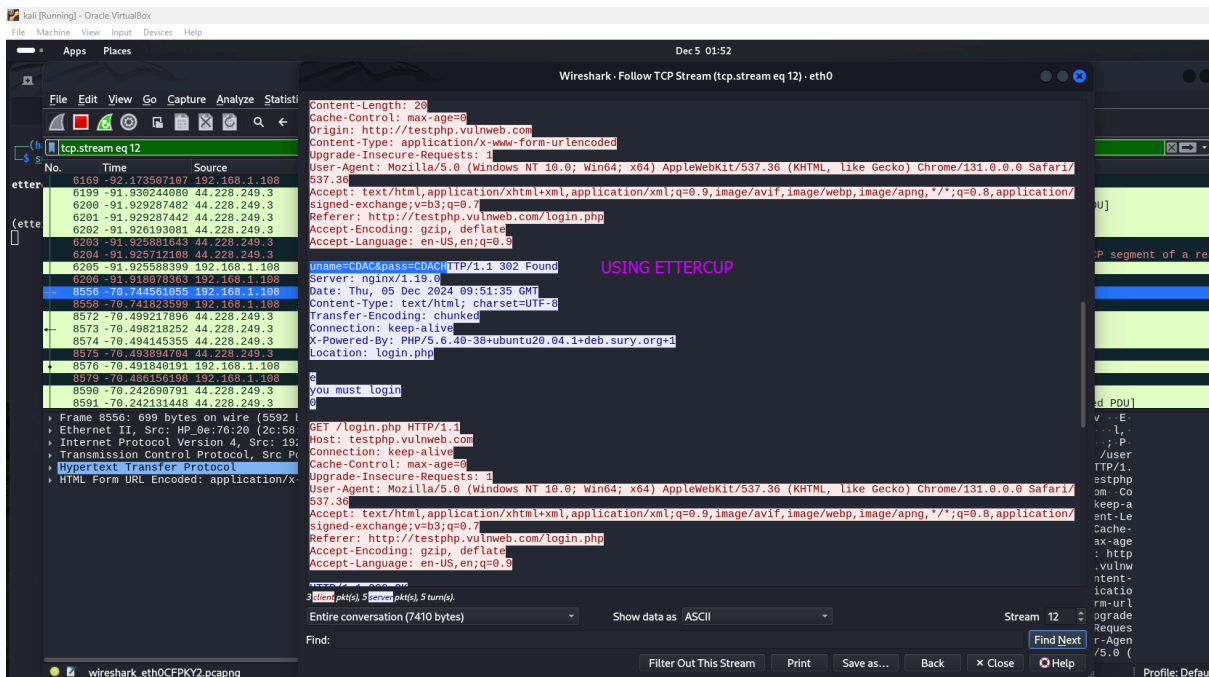 kali [Running] - Oracle VirtualBox
File Machine View Input Devices Help
Apps Places Dec 5 01:52
Wireshark · Follow TCP Stream (tcp.stream eq 12) · eth0
File Edit View Go Capture Analyze Statisti
tcp.stream eq 12
No. Time Source
6169 -92.173507107 192.168.1.108
6199 -91.930244080 44.228.249.3
6200 -91.929287482 44.228.249.3
6201 -91.929287442 44.228.249.3
6202 -91.926193081 44.228.249.3
6203 -91.925881643 44.228.249.3
6204 -91.925712108 44.228.249.3
6205 -91.925588399 192.168.1.108
6206 -91.918078363 192.168.1.108
8556 -70.744561055 192.168.1.108
8558 -70.741823599 192.168.1.108
8572 -70.499217896 44.228.249.3
8573 -70.498218252 44.228.249.3
8574 -70.494145355 44.228.249.3
8575 -70.493894704 44.228.249.3
8576 -70.491840191 192.168.1.108
8579 -70.486156198 192.168.1.108
8590 -70.242690791 44.228.249.3
8591 -70.242131448 44.228.249.3
Frame 8556: 699 bytes on wire (5592 b
Ethernet II, Src: HP_0e:76:20 (2c:58:
Internet Protocol Version 4, Src: 192
Transmission Control Protocol, Src Po
Hypertext Transfer Protocol
HTML Form URL Encoded: application/x-
Content-Length: 20
Cache-Control: max-age=0
Origin: http://testphp.vulnweb.com
Content-Type: application/x-www-form-urlencoded
Upgrade-Insecure-Requests: 1
User-Agent: Mozilla/5.0 (Windows NT 10.0; Win64; x64) AppleWebKit/537.36 (KHTML, like Gecko) Chrome/131.0.0.0 Safari/
537.36
Accept: text/html,application/xhtml+xml,application/xml;q=0.9,image/avif,image/webp,image/apng,*/*;q=0.8,application/
signed-exchange;v=b3;q=0.7
Referer: http://testphp.vulnweb.com/login.php
Accept-Encoding: gzip, deflate
Accept-Language: en-US,en;q=0.9
uname=CDAC&pass=CDACHTTP/1.1 302 Found USING ETTERCUP
Server: nginx/1.19.0
Date: Thu, 05 Dec 2024 09:51:35 GMT
Content-Type: text/html; charset=UTF-8
Transfer-Encoding: chunked
Connection: keep-alive
X-Powered-By: PHP/5.6.40-38+ubuntu20.04.1+deb.sury.org+1
Location: login.php
e
you must login
0
GET /login.php HTTP/1.1
Host: testphp.vulnweb.com
Connection: keep-alive
Cache-Control: max-age=0
Upgrade-Insecure-Requests: 1
User-Agent: Mozilla/5.0 (Windows NT 10.0; Win64; x64) AppleWebKit/537.36 (KHTML, like Gecko) Chrome/131.0.0.0 Safari/
537.36
Accept: text/html,application/xhtml+xml,application/xml;q=0.9,image/avif,image/webp,image/apng,*/*;q=0.8,application/
signed-exchange;v=b3;q=0.7
Referer: http://testphp.vulnweb.com/login.php
Accept-Encoding: gzip, deflate
Accept-Language: en-US,en;q=0.9
3 client pkt(s), 5 server pkt(s), 5 turn(s).
Entire conversation (7410 bytes) Show data as ASCII Stream 12
Find: Find Next
Filter Out This Stream Print Save as... Back × Close Help
wireshark_eth0CFPKY2.pcapng Profile: Defau